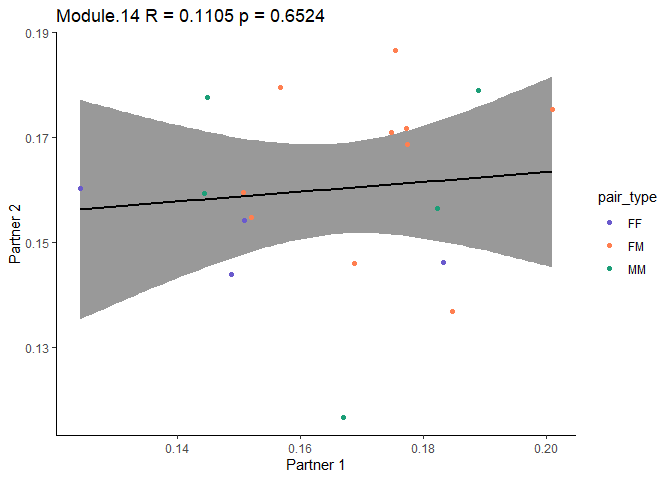 Module.14 R = 0.1105 p = 0.6524
0.19
0.17
0.15
0.13
Partner 2
0.14
0.16
0.18
0.20
Partner 1
pair_type
FF
FM
MM